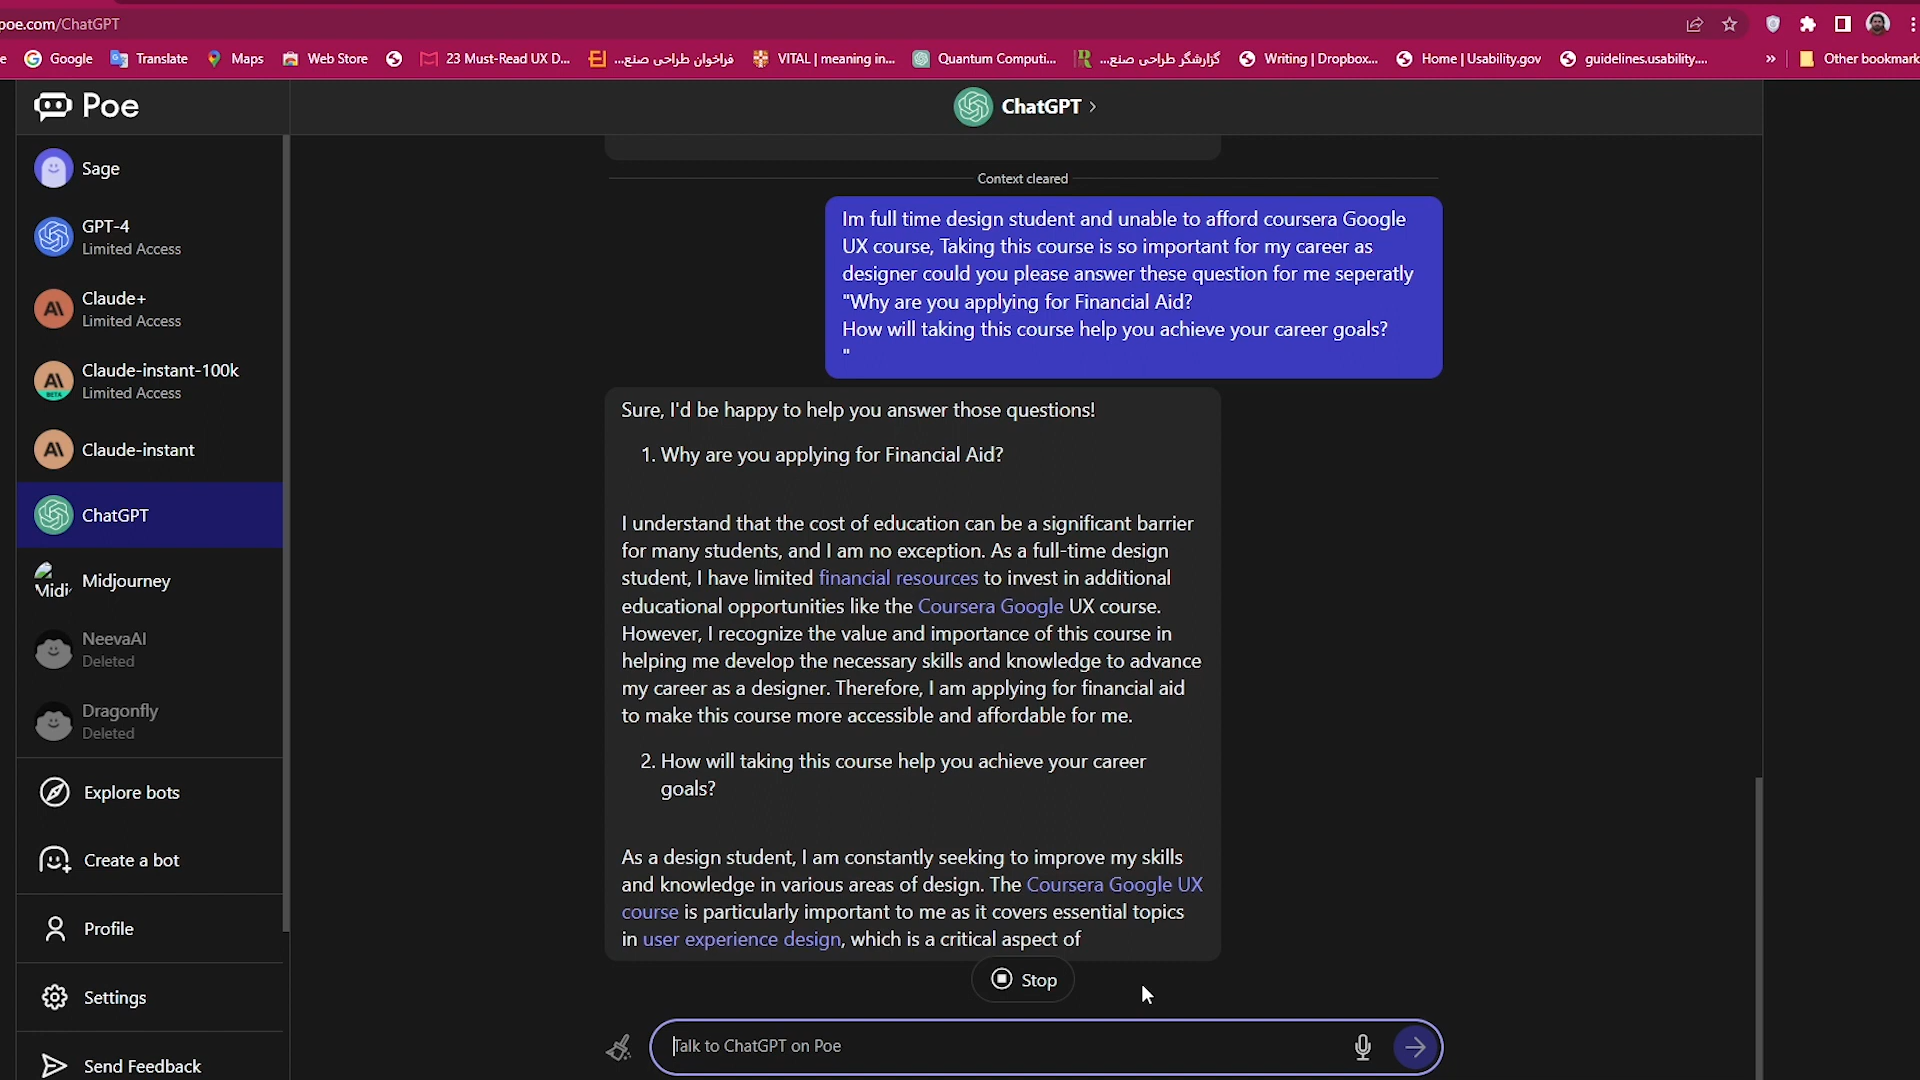 poe.com/ChatGPT
e
Google
Translate
Maps
Web Store
23 Must-Read UX D...
فراخوان طراحی صنع...
VITAL | meaning in...
Quantum Computi...
گزارشگر طراحی صنع...
Writing | Dropbox...
Home | Usability.gov
guidelines.usability....
»
Other bookmark
Poe
ChatGPT
Sage
GPT-4
Limited Access
Claude+
Limited Access
Claude-instant-100k
Limited Access
BETA
Claude-instant
ChatGPT
Midj
Midjourney
NeevaAI
Deleted
Dragonfly
Deleted
Explore bots
Create a bot
Profile
Settings
Send Feedback
Context cleared
Im full time design student and unable to afford coursera Google
UX course, Taking this course is so important for my career as
designer could you please answer these question for me seperatly
"Why are you applying for Financial Aid?
How will taking this course help you achieve your career goals?
"
Sure, I'd be happy to help you answer those questions!
1. Why are you applying for Financial Aid?
I understand that the cost of education can be a significant barrier
for many students, and I am no exception. As a full-time design
student, I have limited financial resources to invest in additional
educational opportunities like the Coursera Google UX course.
However, I recognize the value and importance of this course in
helping me develop the necessary skills and knowledge to advance
my career as a designer. Therefore, I am applying for financial aid
to make this course more accessible and affordable for me.
2. How will taking this course help you achieve your career
goals?
As a design student, I am constantly seeking to improve my skills
and knowledge in various areas of design. The Coursera Google UX
course is particularly important to me as it covers essential topics
in user experience design, which is a critical aspect of
Stop
Talk to ChatGPT on Poe